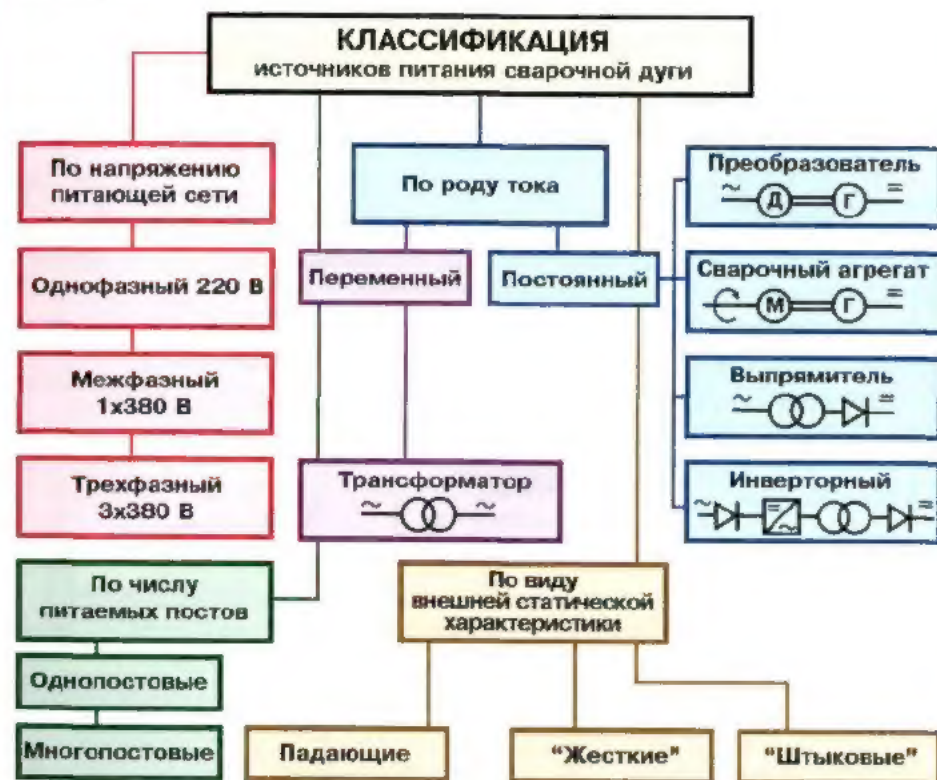 КЛАССИФИКАЦИЯ
источников питания сварочной дуги
По напряжению
питающей сети
Однофазный 220 В
Межфазный
1х380 В
Трехфазный
3х380 В
По роду тока
Переменный
Постоянный
Трансформатор
~ ~
Преобразователь
~ Д Г =
Сварочный агрегат
М Г =
Выпрямитель
~ =
Инверторный
~ = ~ =
По числу
питаемых постов
Однопостовые
Многопостовые
По виду
внешней статической
характеристики
Падающие
"Жесткие"
"Штыковые"